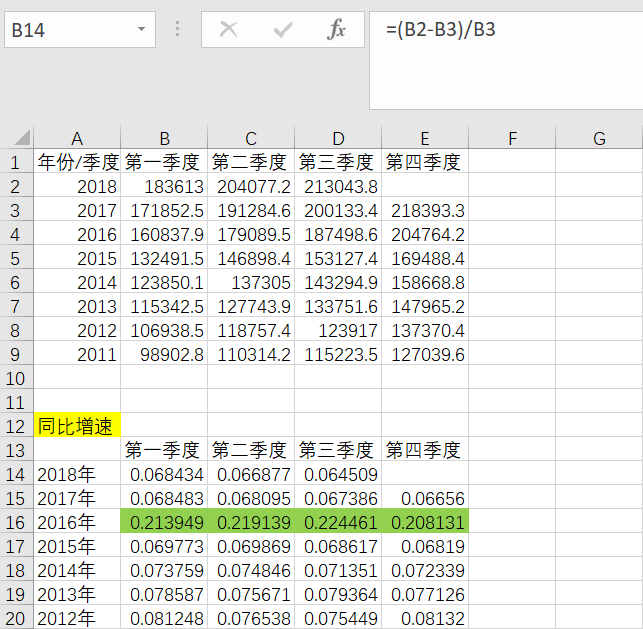 B14 fx =(B2-B3)/B3
A B C D E F G
1 年份/季度 第一季度 第二季度 第三季度 第四季度
2 2018 183613 204077.2 213043.8
3 2017 171852.5 191284.6 200133.4 218393.3
4 2016 160837.9 179089.5 187498.6 204764.2
5 2015 132491.5 146898.4 153127.4 169488.4
6 2014 123850.1 137305 143294.9 158668.8
7 2013 115342.5 127743.9 133751.6 147965.2
8 2012 106938.5 118757.4 123917 137370.4
9 2011 98902.8 110314.2 115223.5 127039.6
10
11
12 同比增速
13 第一季度 第二季度 第三季度 第四季度
14 2018年 0.068434 0.066877 0.064509
15 2017年 0.068483 0.068095 0.067386 0.06656
16 2016年 0.213949 0.219139 0.224461 0.208131
17 2015年 0.069773 0.069869 0.068617 0.06819
18 2014年 0.073759 0.074846 0.071351 0.072339
19 2013年 0.078587 0.075671 0.079364 0.077126
20 2012年 0.081248 0.076538 0.075449 0.08132